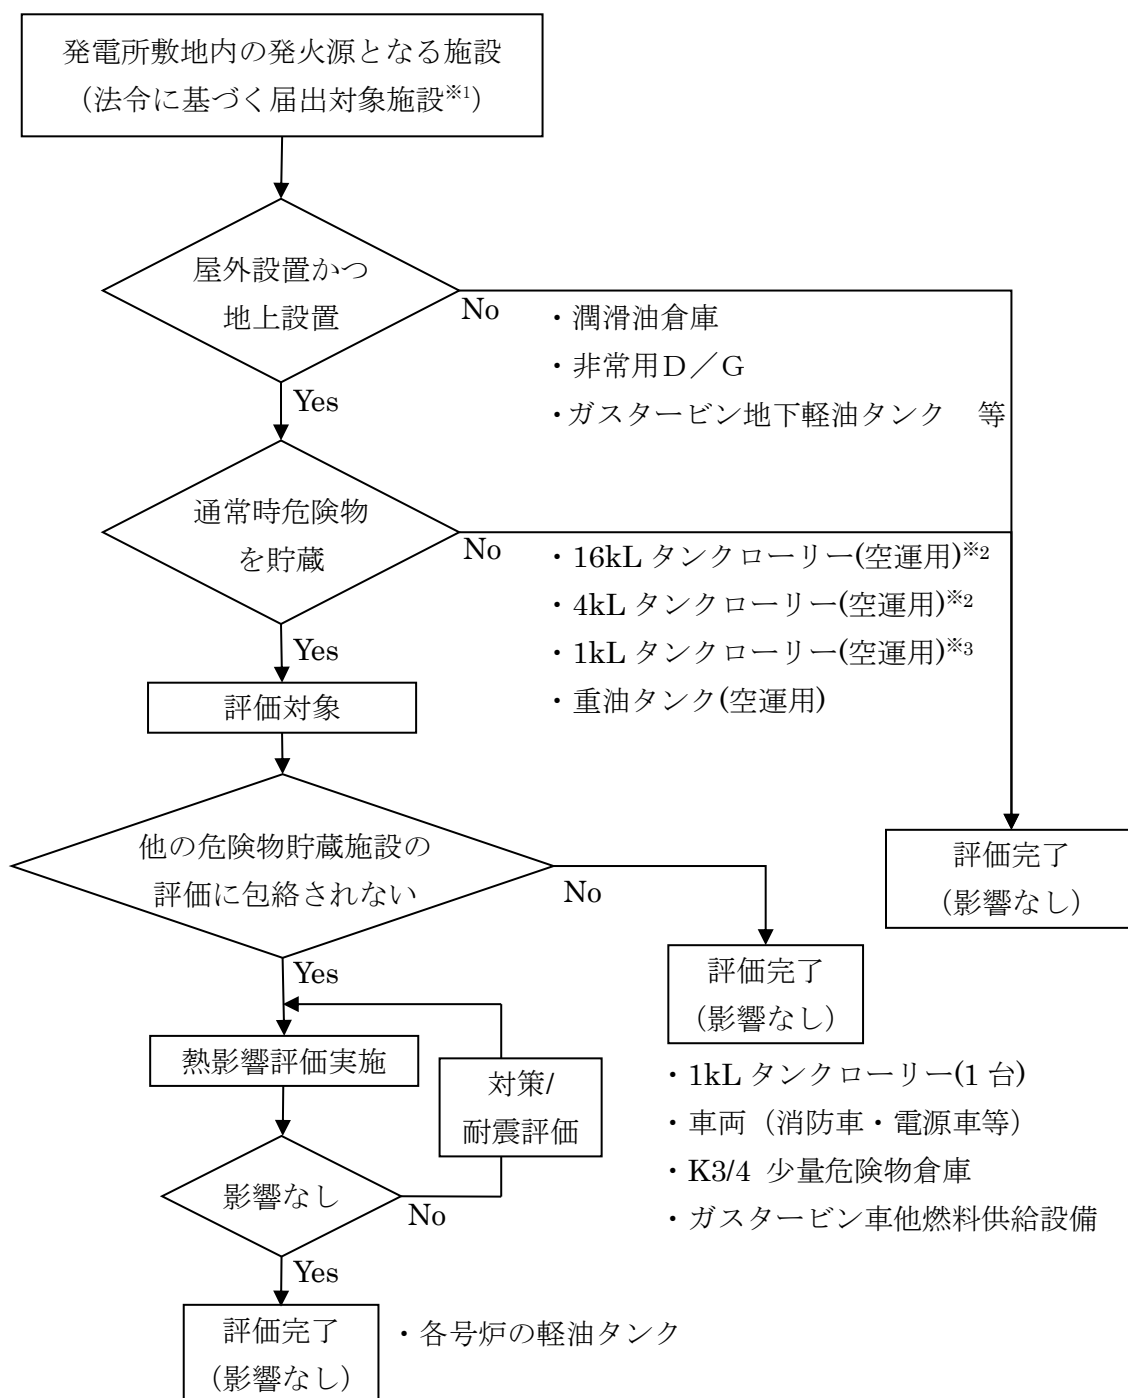 発電所敷地内の発火源となる施設
（法令に基づく届出対象施設※1）
屋外設置かつ
地上設置
No
・潤滑油倉庫
・非常用Ｄ／Ｇ
・ガスタービン地下軽油タンク　等
Yes
通常時危険物
を貯蔵
No
・16kL タンクローリー(空運用)※2
・4kL タンクローリー(空運用)※2
・1kL タンクローリー(空運用)※3
・重油タンク(空運用)
Yes
評価対象
他の危険物貯蔵施設の
評価に包絡されない
No
評価完了
（影響なし）
評価完了
（影響なし）
・1kL タンクローリー(1 台)
・車両（消防車・電源車等）
・K3/4 少量危険物倉庫
・ガスタービン車他燃料供給設備
Yes
熱影響評価実施
対策/
耐震評価
影響なし
No
Yes
評価完了
（影響なし）
・各号炉の軽油タンク